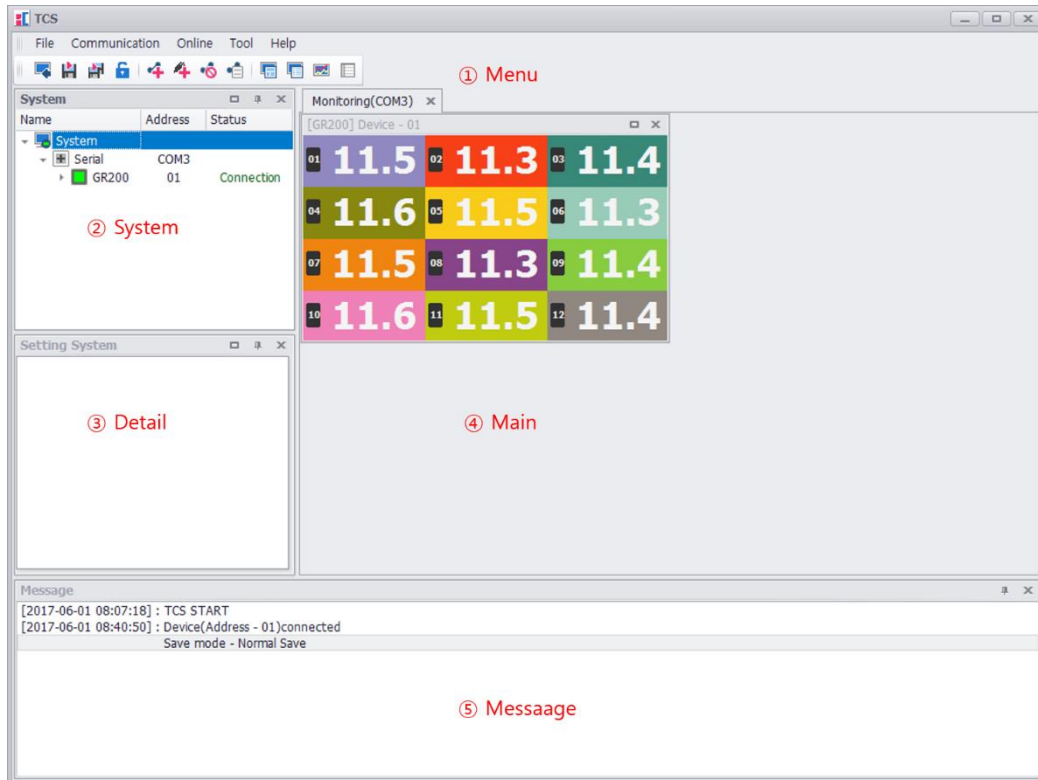 TCS
File Communication Online Tool Help
① Menu
System
Name Address Status
System
Serial COM3
GR200 01 Connection
② System
Monitoring(COM3)
[GR200] Device - 01
01 11.5 02 11.3 03 11.4
04 11.6 05 11.5 06 11.3
07 11.5 08 11.3 09 11.4
10 11.6 11 11.5 12 11.4
Setting System
③ Detail
④ Main
Message
[2017-06-01 08:07:18] : TCS START
[2017-06-01 08:40:50] : Device(Address - 01)connected
Save mode - Normal Save
⑤ Messaage